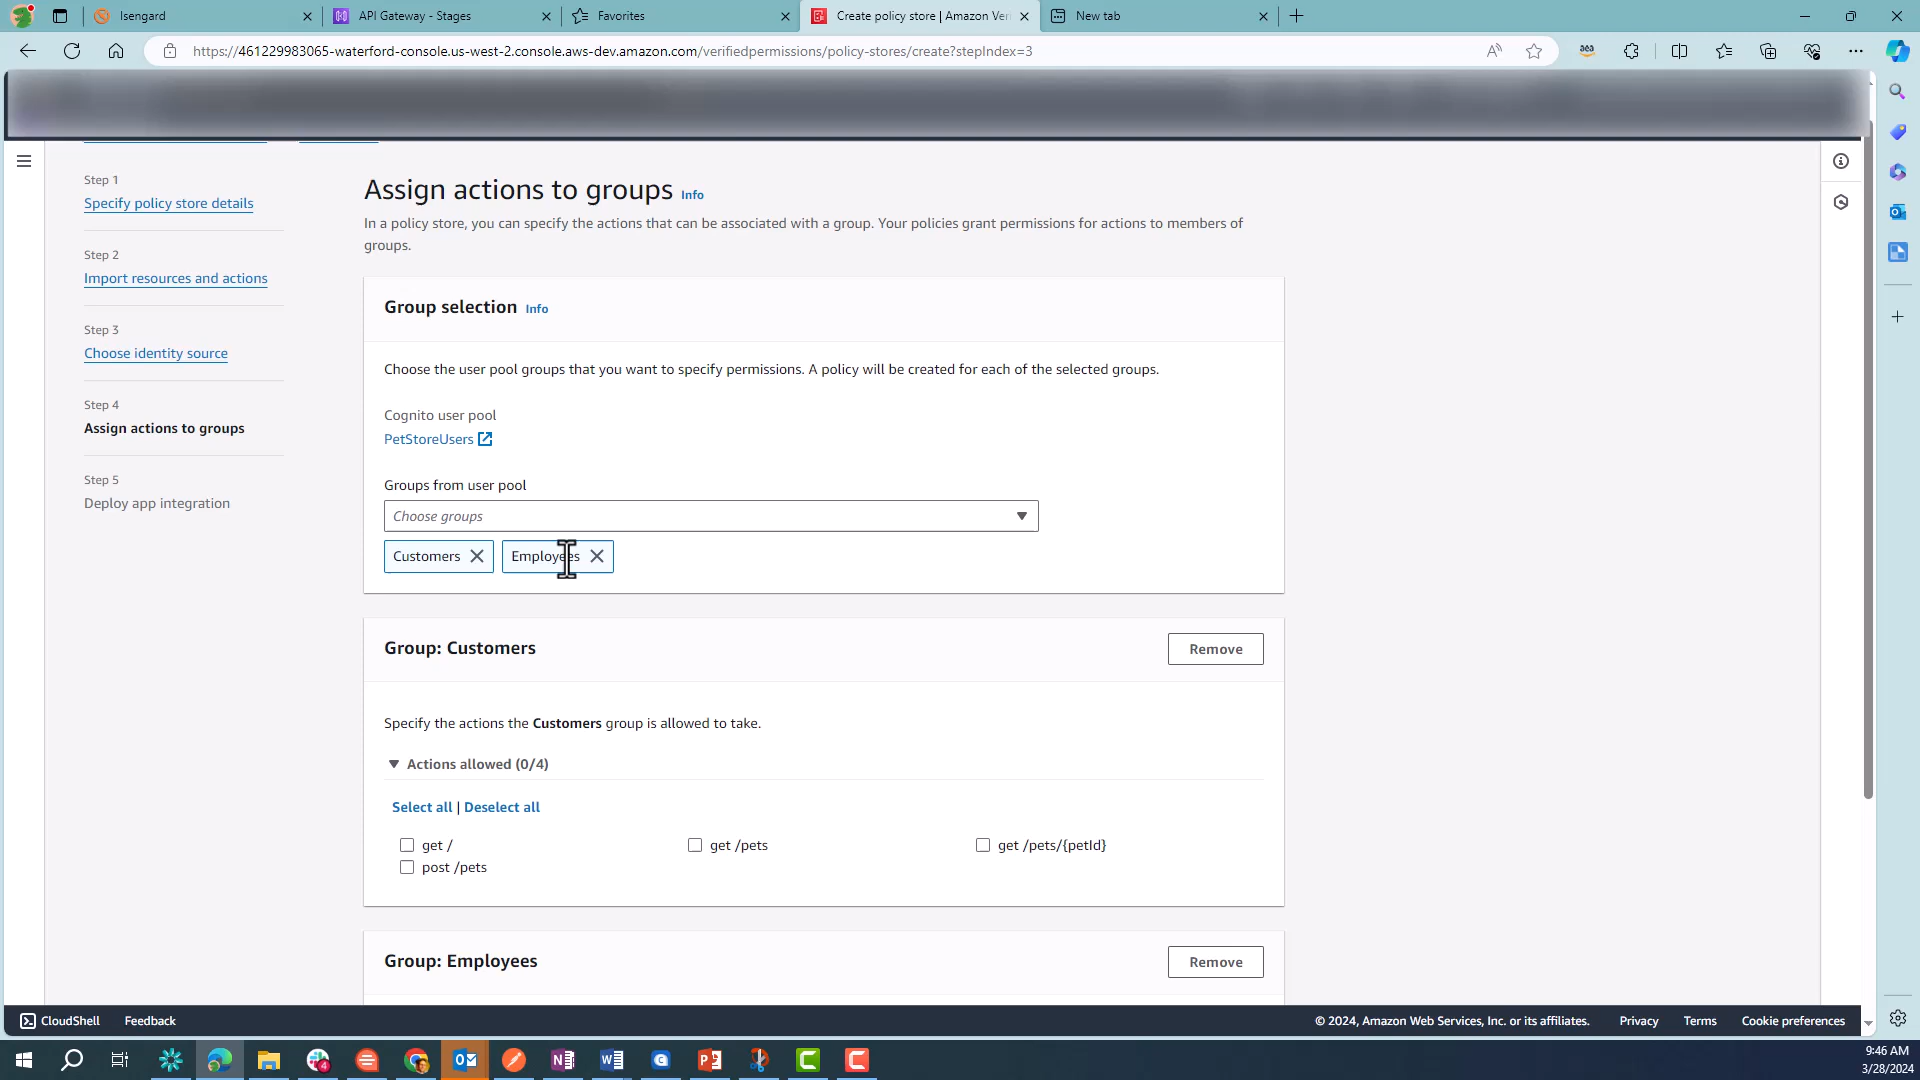 Isengard
API Gateway - Stages
Favorites
Create policy store | Amazon Ver
New tab
https://461229983065-waterford-console.us-west-2.console.aws-dev.amazon.com/verifiedpermissions/policy-stores/create?stepIndex=3
Step 1
Specify policy store details
Step 2
Import resources and actions
Step 3
Choose identity source
Step 4
Assign actions to groups
Step 5
Deploy app integration
Assign actions to groups Info
In a policy store, you can specify the actions that can be associated with a group. Your policies grant permissions for actions to members of
groups.
Group selection Info
Choose the user pool groups that you want to specify permissions. A policy will be created for each of the selected groups.
Cognito user pool
PetStoreUsers
Groups from user pool
Choose groups
Customers Employees
Group: Customers Remove
Specify the actions the Customers group is allowed to take.
Actions allowed (0/4)
Select all | Deselect all
get / get /pets get /pets/{petId}
post /pets
Group: Employees Remove
CloudShell Feedback © 2024, Amazon Web Services, Inc. or its affiliates. Privacy Terms Cookie preferences
9:46 AM
3/28/2024